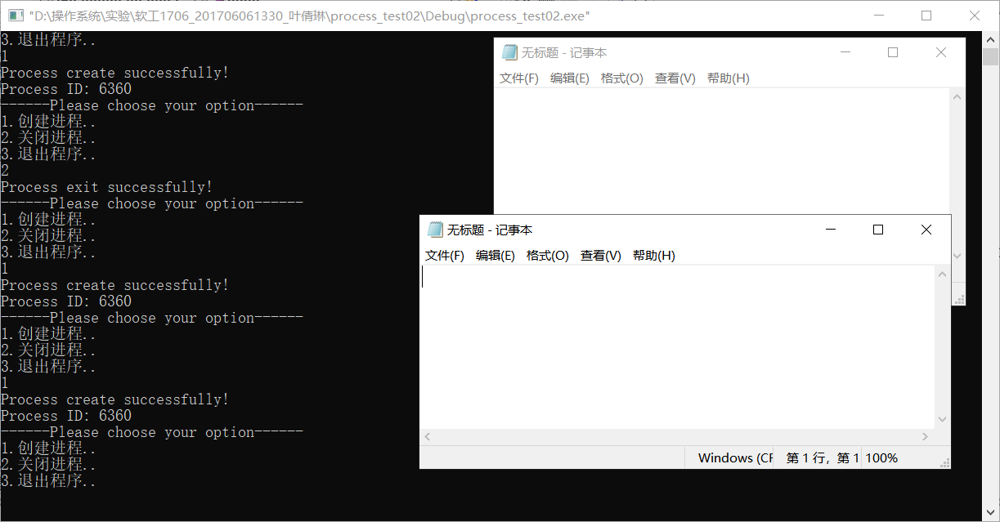 "D:\操作系统\实验\软工1706_201706061330_叶倩琳\process_test02\Debug\process_test02.exe"
3.退出程序..
1
Process create successfully!
Process ID: 6360
------Please choose your option------
1.创建进程..
2.关闭进程..
3.退出程序..
2
Process exit successfully!
------Please choose your option------
1.创建进程..
2.关闭进程..
3.退出程序..
1
Process create successfully!
Process ID: 6360
------Please choose your option------
1.创建进程..
2.关闭进程..
3.退出程序..
1
Process create successfully!
Process ID: 6360
------Please choose your option------
1.创建进程..
2.关闭进程..
3.退出程序..
无标题 - 记事本
文件(F) 编辑(E) 格式(O) 查看(V) 帮助(H)
无标题 - 记事本
文件(F) 编辑(E) 格式(O) 查看(V) 帮助(H)
Windows (CF 第 1 行，第 1 100%